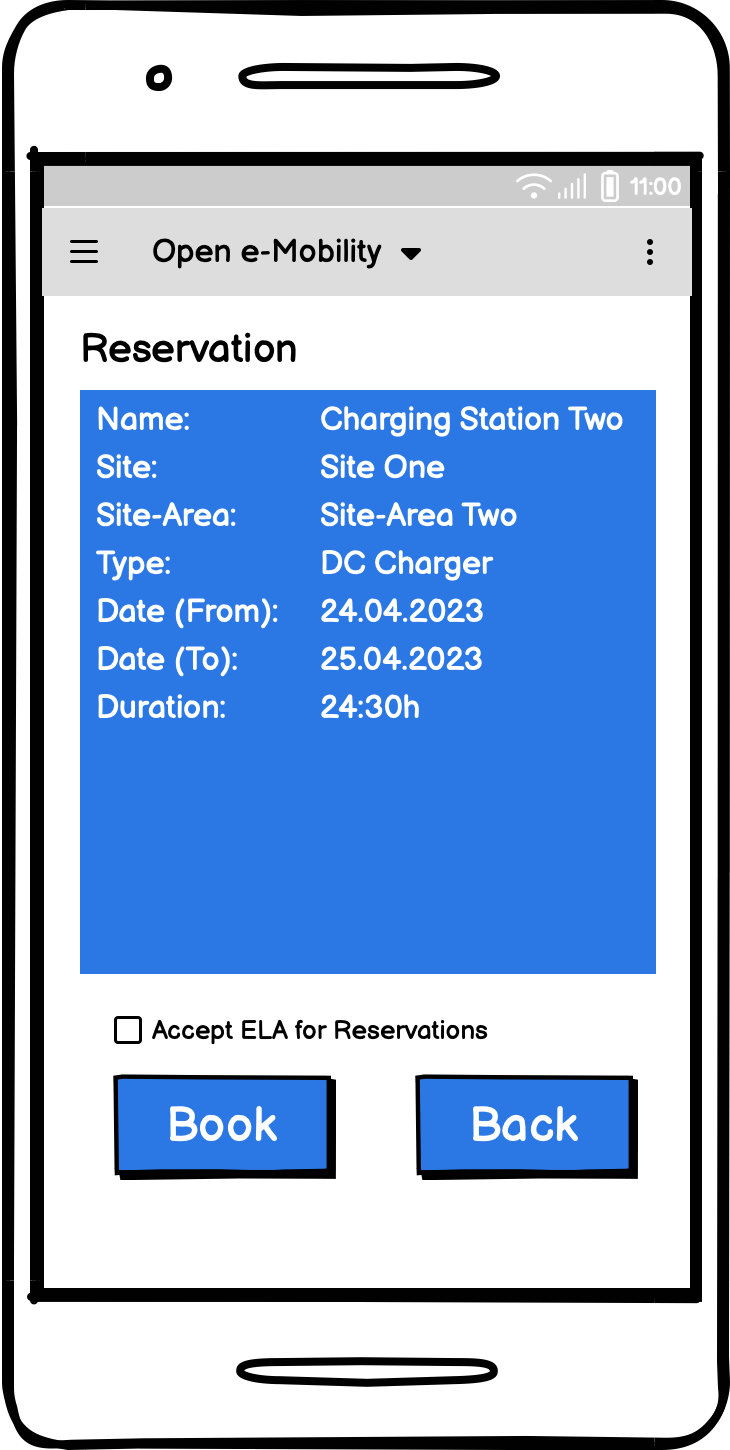 11:00
Open e-Mobility
Reservation
Name: Charging Station Two
Site: Site One
Site-Area: Site-Area Two
Type: DC Charger
Date (From): 24.04.2023
Date (To): 25.04.2023
Duration: 24:30h
Accept ELA for Reservations
Book Back